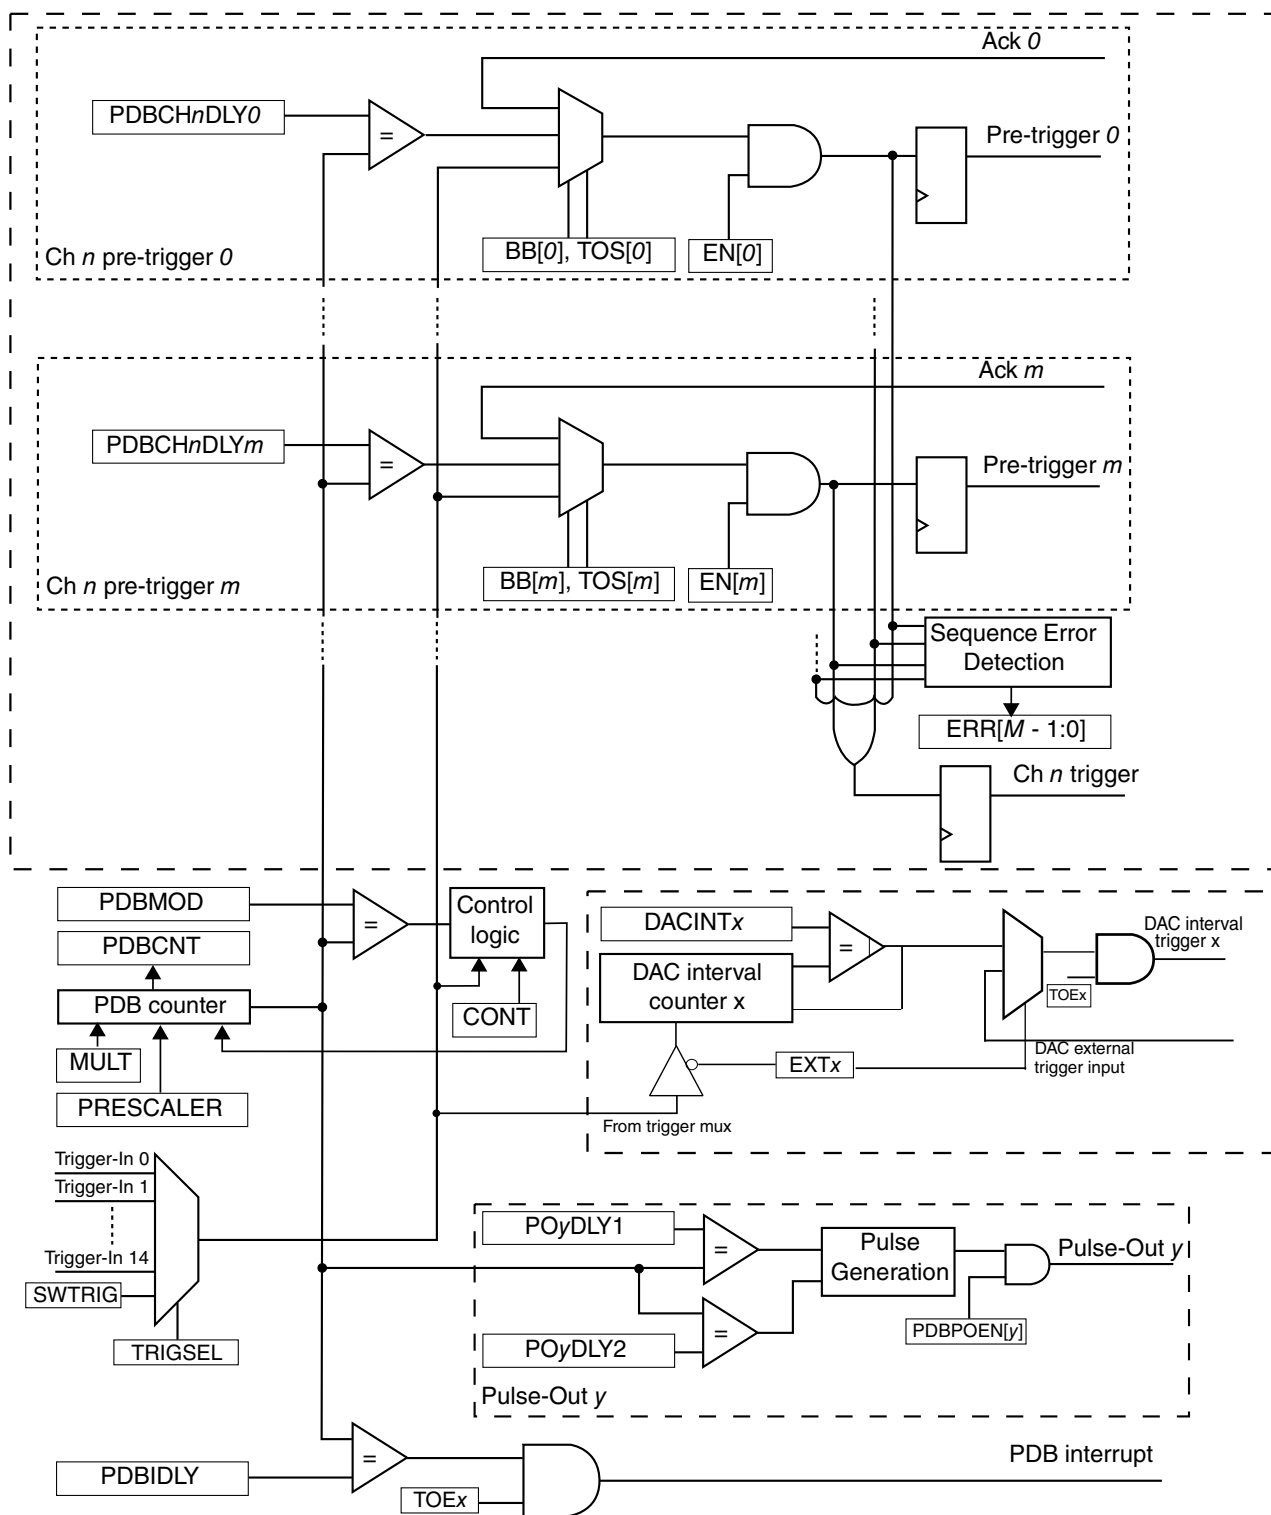 Ack 0
PDBCHnDLY0
=
Pre-trigger 0
BB[0], TOS[0]
EN[0]
Ch n pre-trigger 0
Ack m
PDBCHnDLYm
=
Pre-trigger m
BB[m], TOS[m]
EN[m]
Ch n pre-trigger m
Sequence Error
Detection
ERR[M - 1:0]
Ch n trigger
PDBMOD
=
Control
logic
PDBCNT
PDB counter
CONT
MULT
PRESCALER
DACINTx
=
DAC interval
counter x
DAC interval
trigger x
TOEx
EXTx
DAC external
trigger input
From trigger mux
Trigger-In 0
Trigger-In 1
Trigger-In 14
SWTRIG
TRIGSEL
POyDLY1
=
Pulse
Generation
Pulse-Out y
=
PDBPOEN[y]
POyDLY2
Pulse-Out y
PDBIDLY
=
TOEx
PDB interrupt